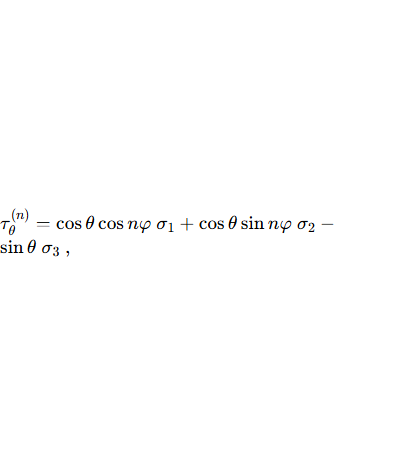 τ_θ^{(n)} = cos θ cos nφ σ_1 + cos θ sin nφ σ_2 −
sin θ σ_3 ,